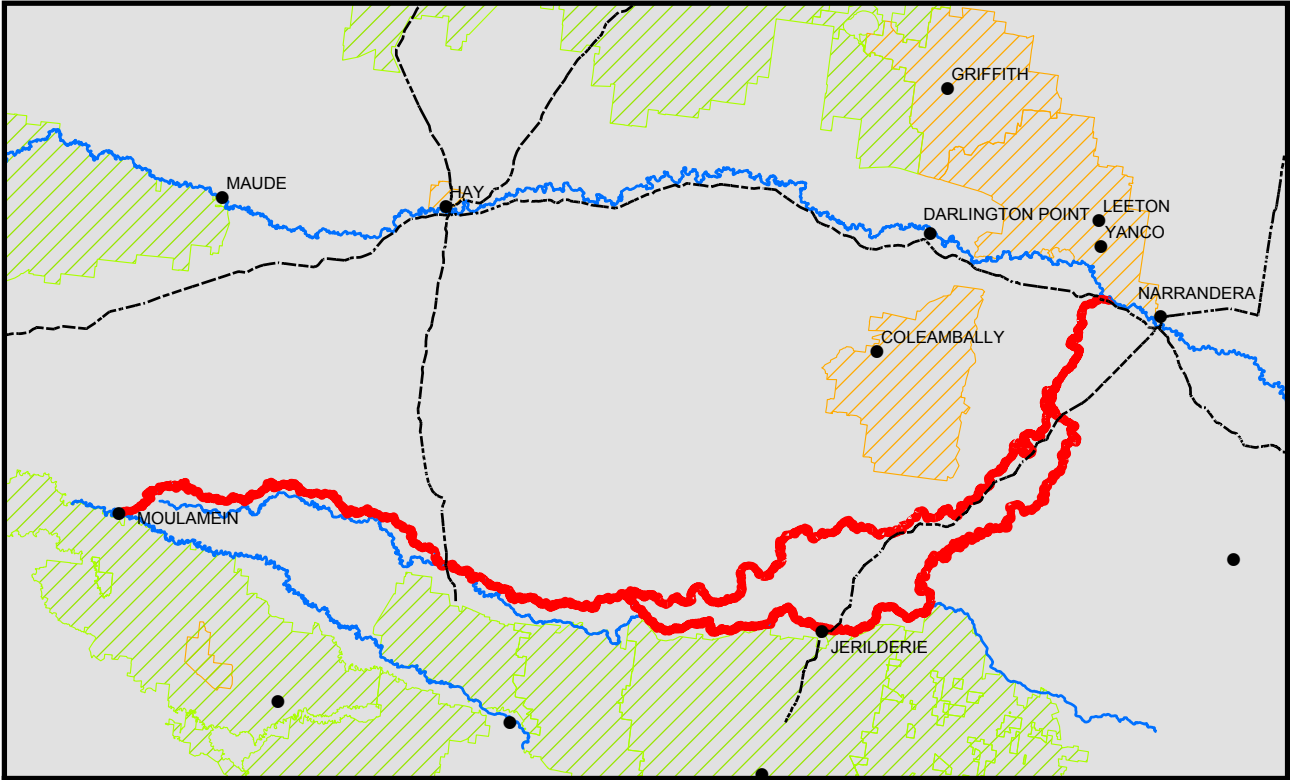 GRIFFITH
MAUDE
HAY
DARLINGTON POINT
LEETON
YANCO
NARRANDERA
COLEAMBALLY
MOULAMEIN
JERILDERIE